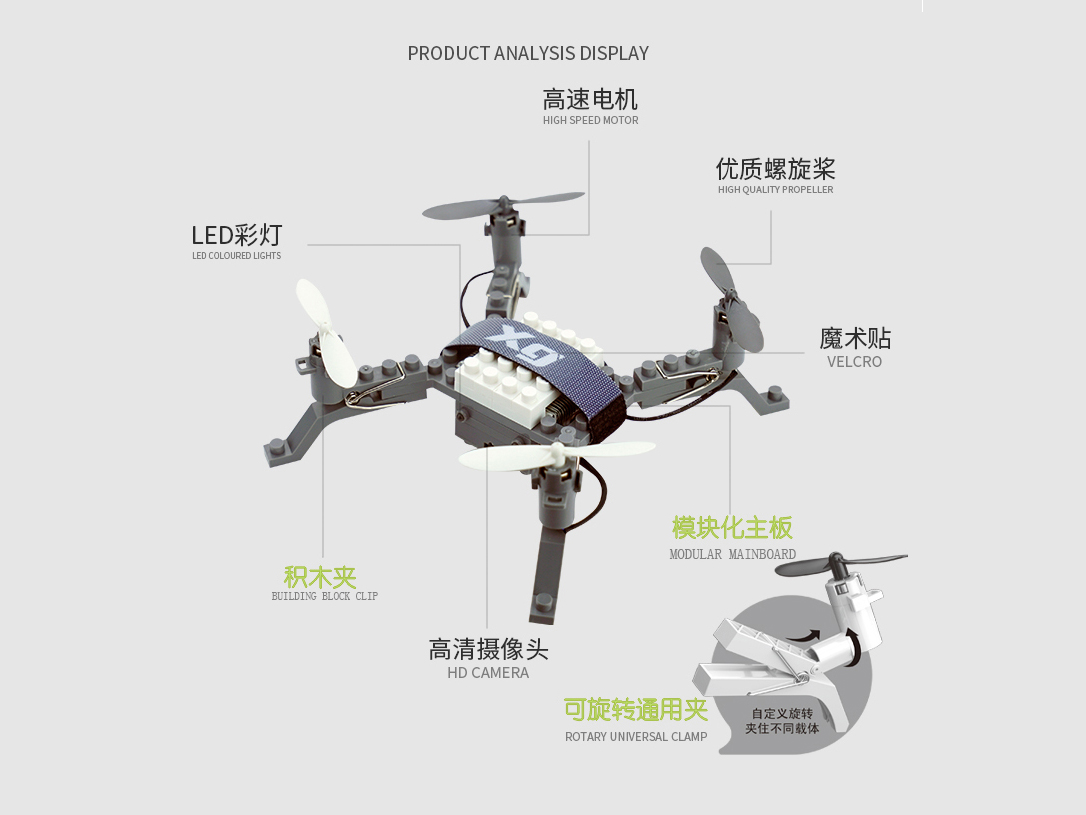 PRODUCT ANALYSIS DISPLAY
高速电机
HIGH SPEED MOTOR
优质螺旋桨
HIGH QUALITY PROPELLER
LED彩灯
LED COLOURED LIGHTS
魔术贴
VELCRO
X9
模块化主板
MODULAR MAINBOARD
积木夹
BUILDING BLOCK CLIP
高清摄像头
HD CAMERA
可旋转通用夹
ROTARY UNIVERSAL CLAMP
自定义旋转
夹住不同载体